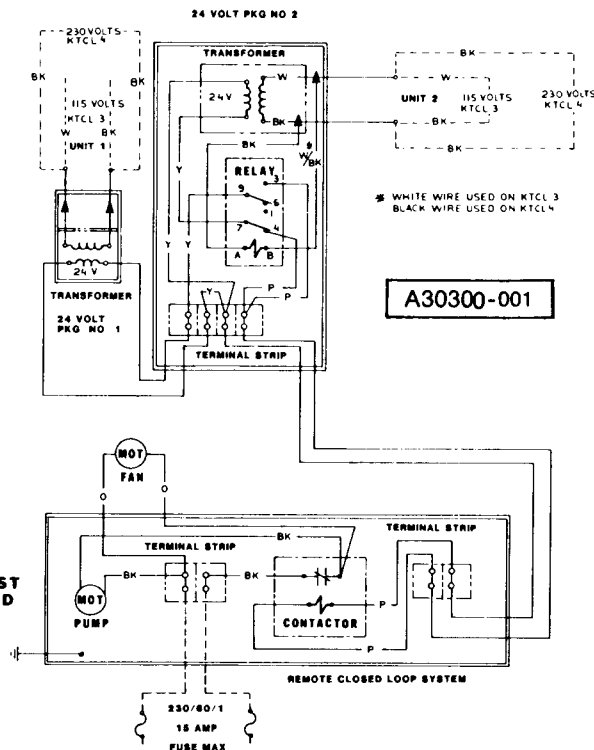 24 VOLT PKG NO 2
230 VOLTS
KTCL 4
BK
BK
115 VOLTS
KTCL 3
W
BK
UNIT 1
24 V
TRANSFORMER
24 VOLT
PKG NO 1
TRANSFORMER
24V
W
BK
BK
*
W/BK
Y
Y
Y
RELAY
3
9
6
1
7
4
A
B
P
P
Y
TERMINAL STRIP
BK
W
UNIT 2
115 VOLTS
KTCL 3
230 VOLTS
KTCL 4
BK
BK
* WHITE WIRE USED ON KTCL 3
BLACK WIRE USED ON KTCL 4
A30300-001
MOT
FAN
O
O
ST
D
BK
TERMINAL STRIP
TERMINAL STRIP
BK
BK
MOT
PUMP
CONTACTOR
P
P
REMOTE CLOSED LOOP SYSTEM
230/60/1
15 AMP
FUSE MAX